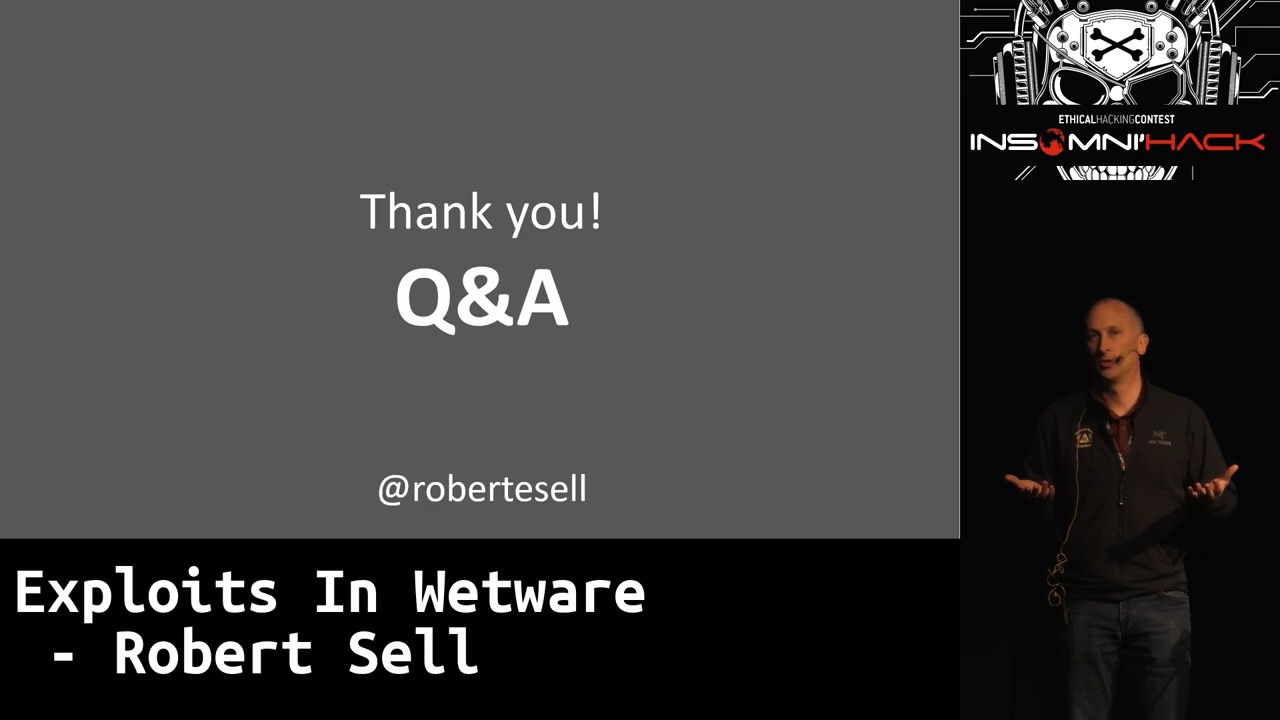 Thank you!
Q&A
@robertesell
Exploits In Wetware
- Robert Sell
ETHICALHACKINGCONTEST
INSOMNI'HACK